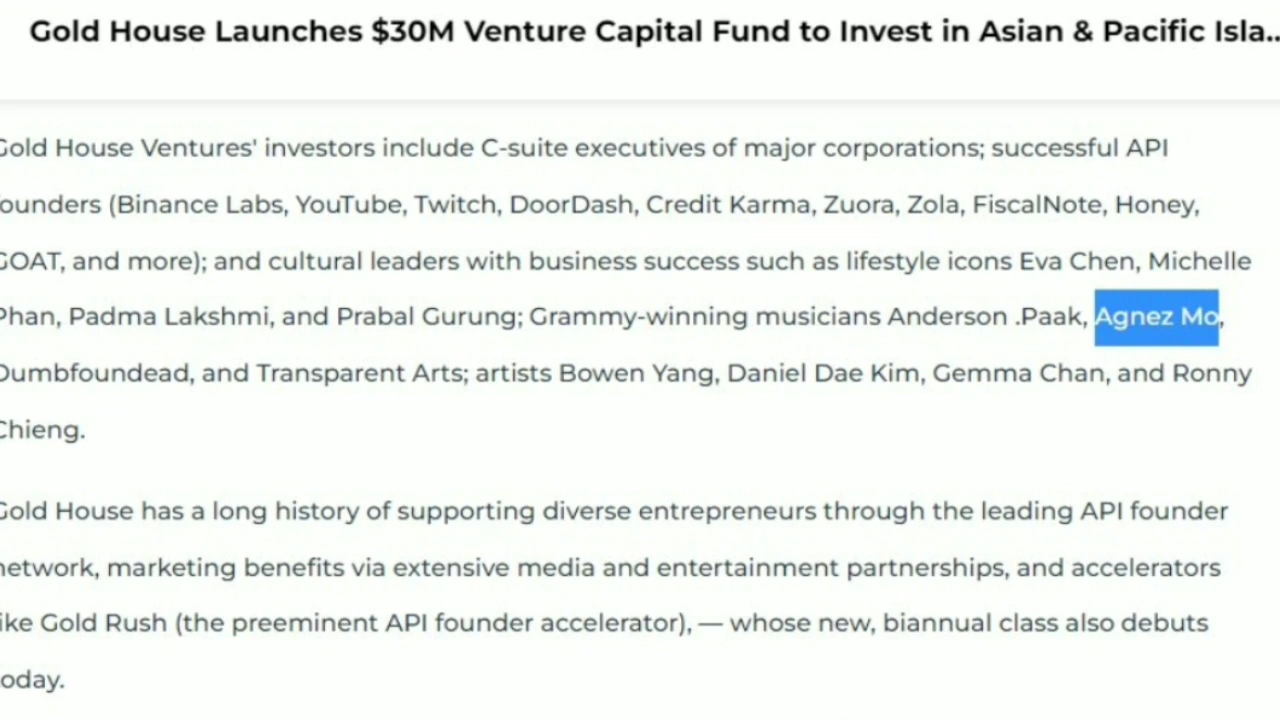 Gold House Launches $30M Venture Capital Fund to Invest in Asian & Pacific Isla..
Gold House Ventures' investors include C-suite executives of major corporations; successful API
founders (Binance Labs, YouTube, Twitch, DoorDash, Credit Karma, Zuora, Zola, FiscalNote, Honey,
GOAT, and more); and cultural leaders with business success such as lifestyle icons Eva Chen, Michelle
Phan, Padma Lakshmi, and Prabal Gurung; Grammy-winning musicians Anderson .Paak, Agnez Mo,
Dumbfoundead, and Transparent Arts; artists Bowen Yang, Daniel Dae Kim, Gemma Chan, and Ronny
Chieng.
Gold House has a long history of supporting diverse entrepreneurs through the leading API founder
network, marketing benefits via extensive media and entertainment partnerships, and accelerators
like Gold Rush (the preeminent API founder accelerator), — whose new, biannual class also debuts
today.